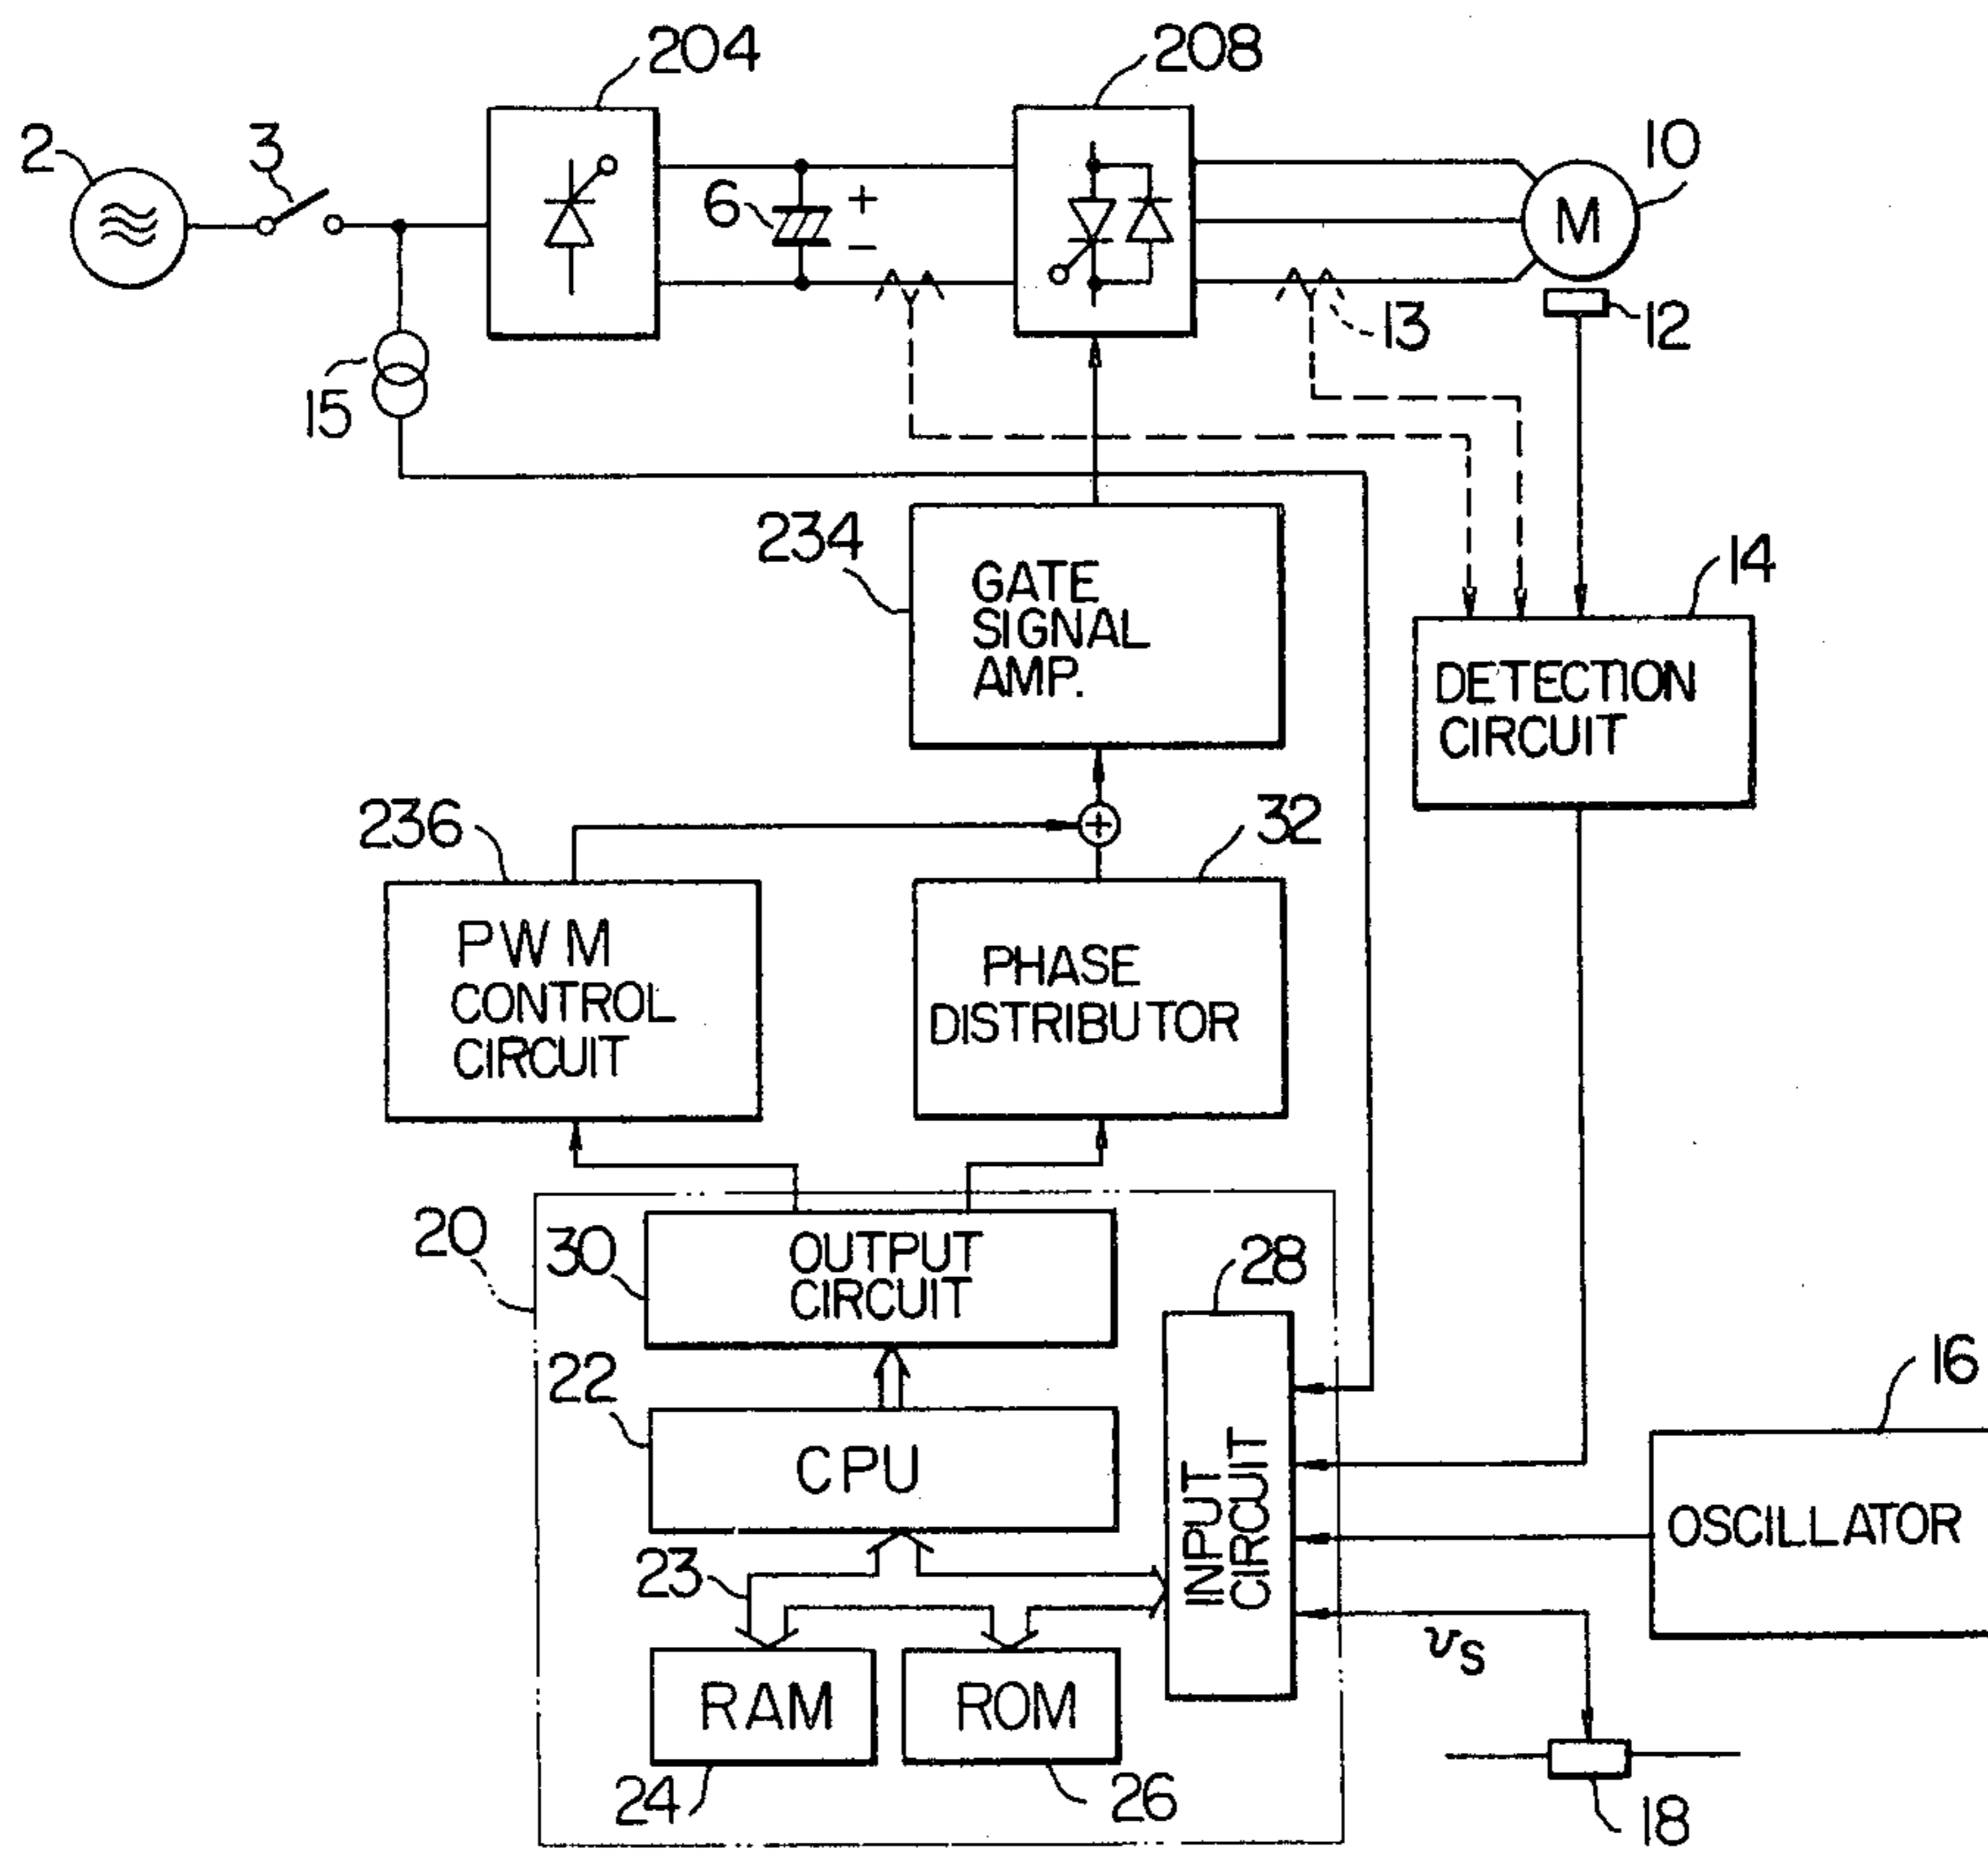 204
208
2
3
10
6
+
−
M
13
12
15
234
GATE
SIGNAL
AMP.
14
DETECTION
CIRCUIT
236
+
32
PWM
CONTROL
CIRCUIT
PHASE
DISTRIBUTOR
20
30
OUTPUT
CIRCUIT
28
22
CPU
INPUT
CIRCUIT
16
OSCILLATOR
23
vS
RAM
ROM
24
26
18